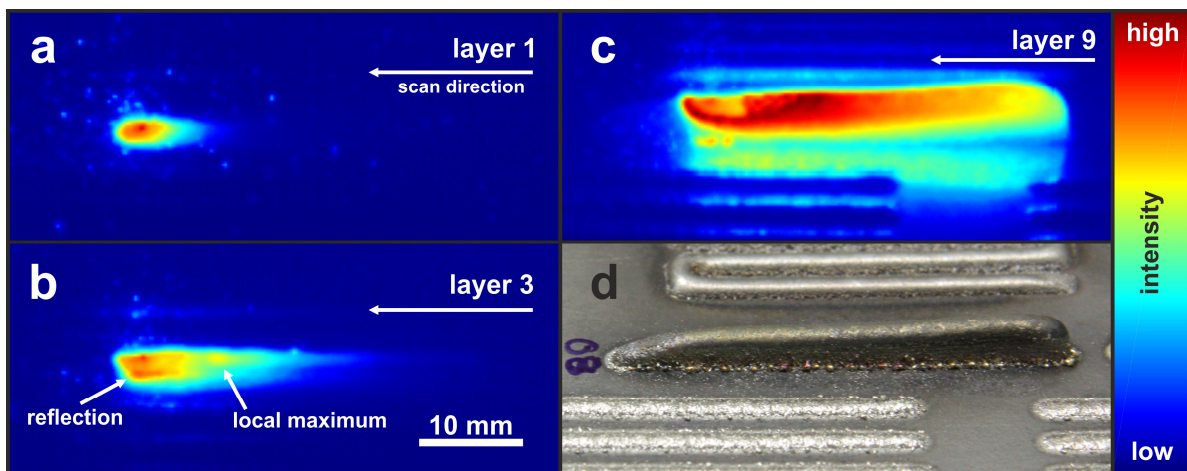 a
layer 1
scan direction
b
layer 3
reflection
local maximum
10 mm
c
layer 9
d
high
intensity
low